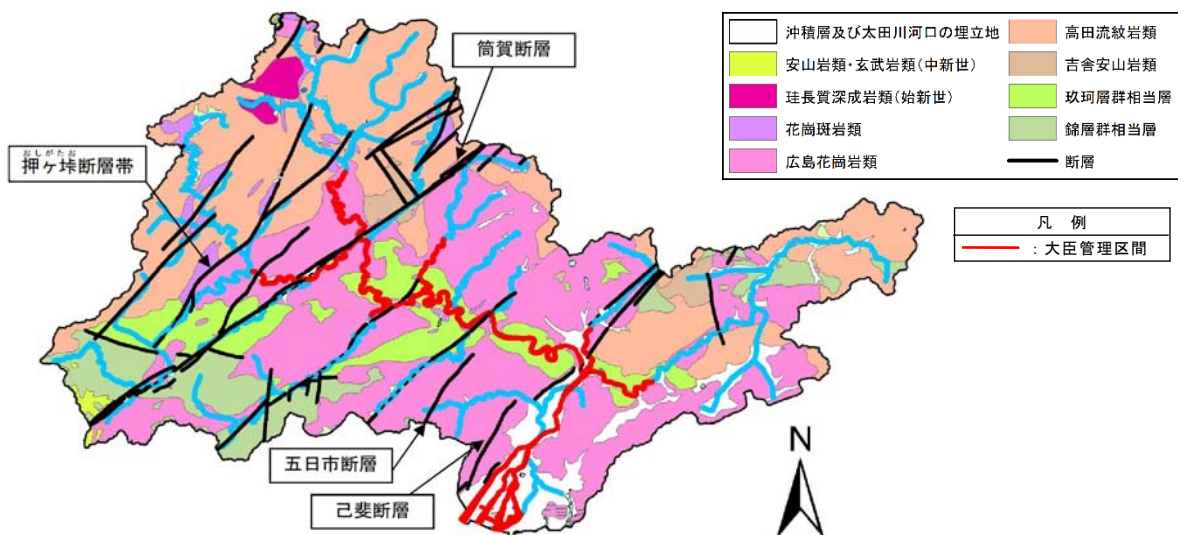 筒賀断層
おしがたお
押ヶ垰断層帯
五日市断層
己斐断層
沖積層及び太田川河口の埋立地
安山岩類・玄武岩類(中新世)
珪長質深成岩類(始新世)
花崗斑岩類
広島花崗岩類
高田流紋岩類
吉舎安山岩類
玖珂層群相当層
錦層群相当層
断層
凡 例
:大臣管理区間
N